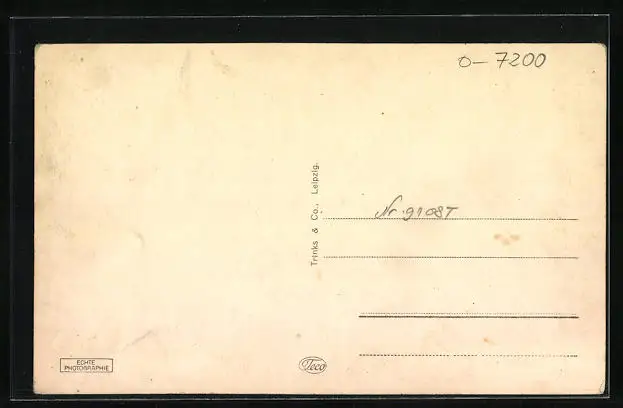 O-7200
Trinks & Co., Leipzig.
Nr. 9108T
ECHTE
PHOTOGRAPHIE
Teco